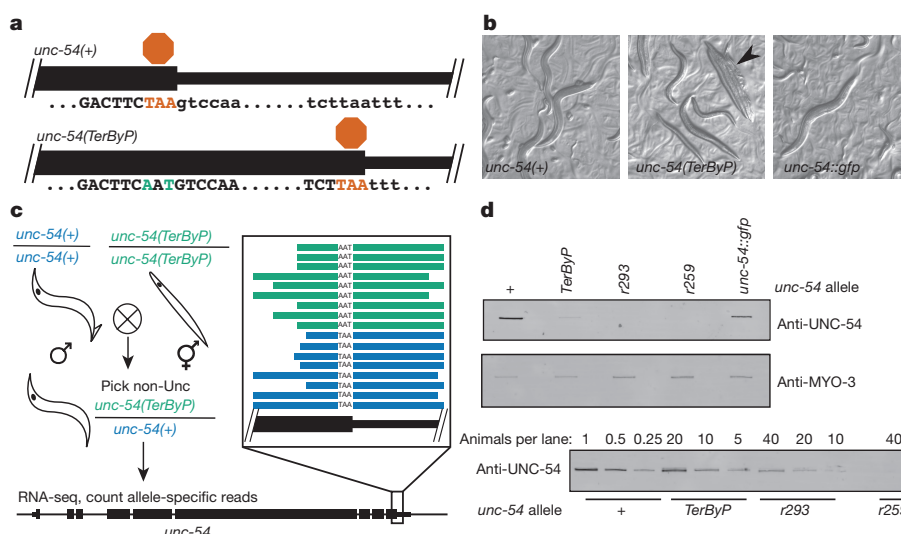 a
unc-54(+)
...GACTTCTAAgtccaa......tcttaattt...
unc-54(TerByP)
...GACTTCAATGTCCAA......TCTTAAttt...
b
unc-54(+)
unc-54(TerByP)
unc-54::gfp
c
unc-54(+)
unc-54(+)
unc-54(TerByP)
unc-54(TerByP)
♂
⚥
Pick non-Unc
unc-54(TerByP)
unc-54(+)
RNA-seq, count allele-specific reads
unc-54
AAT
AAT
AAT
AAT
AAT
AAT
AAT
AAT
AAT
TAA
TAA
TAA
TAA
TAA
TAA
TAA
TAA
d
+ TerByP r293 r259 unc-54::gfp unc-54 allele
Anti-UNC-54
Anti-MYO-3
Animals per lane: 1 0.5 0.25 20 10 5 40 20 10 40
Anti-UNC-54
unc-54 allele + TerByP r293 r259